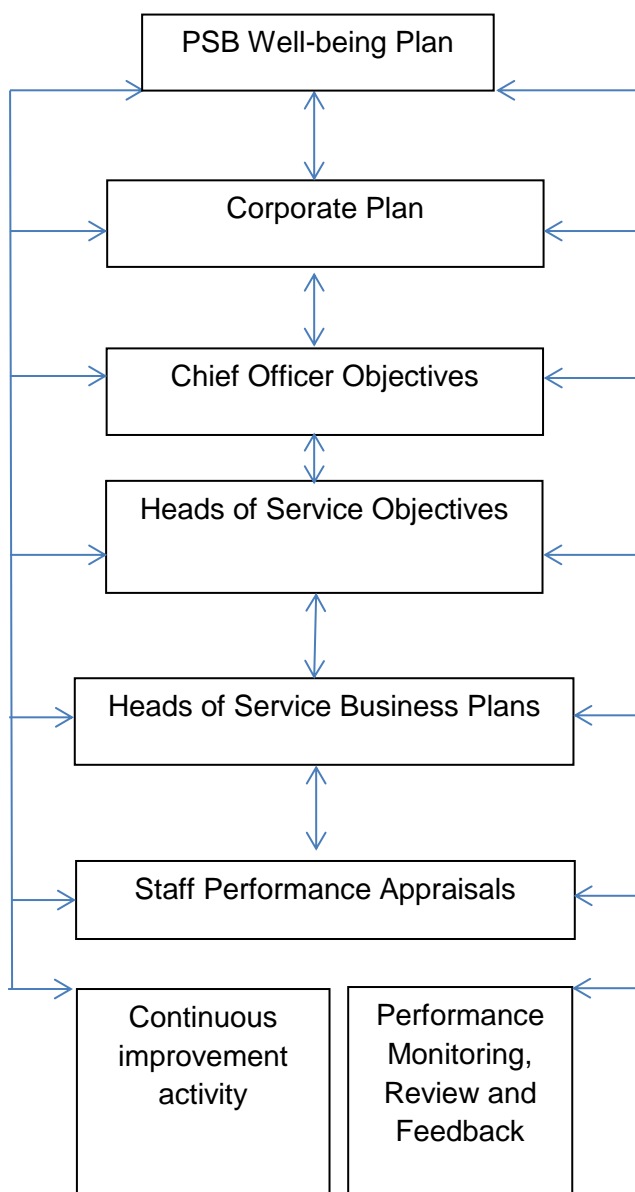 PSB Well-being Plan
Corporate Plan
Chief Officer Objectives
Heads of Service Objectives
Heads of Service Business Plans
Staff Performance Appraisals
Continuous
improvement
activity
Performance
Monitoring,
Review and
Feedback